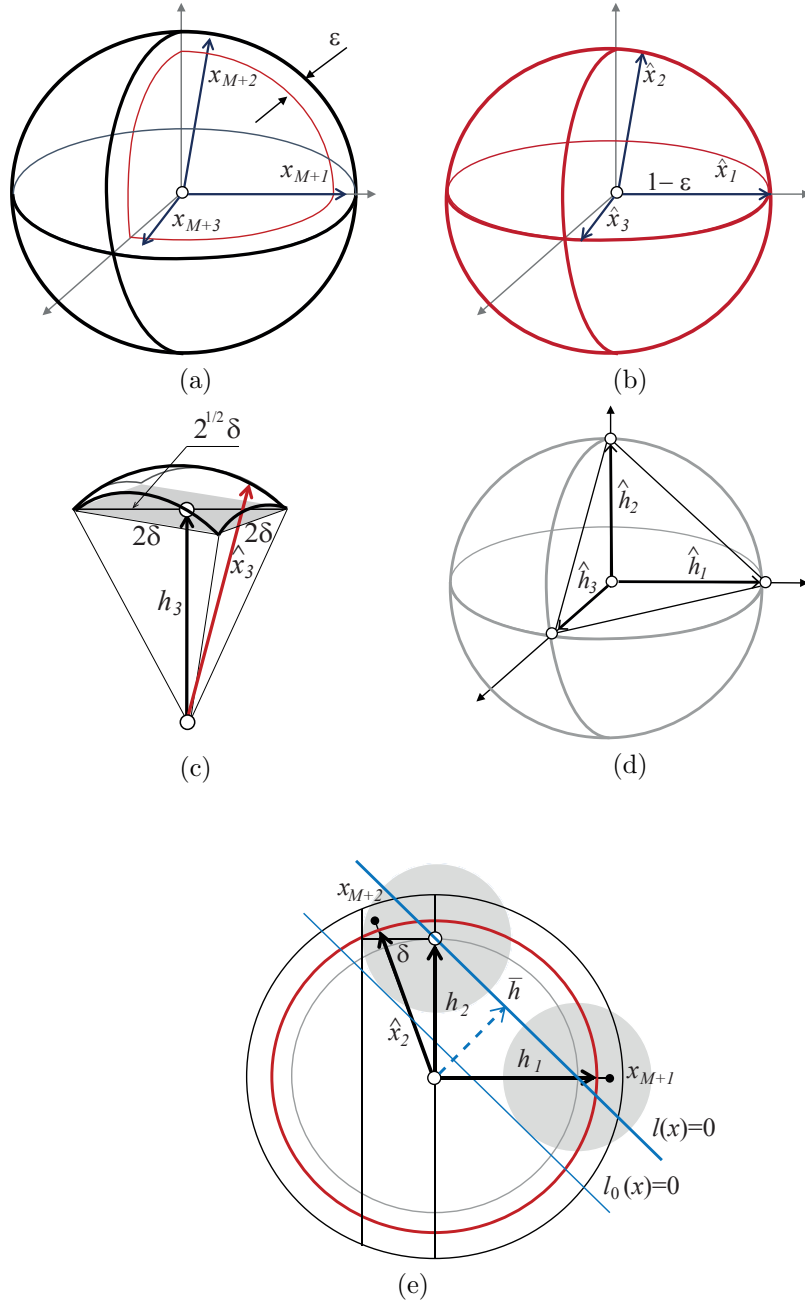 ε
x_{M+2}
x_{M+1}
x_{M+3}
(a)
x̂_2
x̂_1
1− ε
x̂_3
(b)
2^{1/2} δ
2δ 2δ
x̂_3
h_3
(c)
ĥ_2
ĥ_1
ĥ_3
(d)
x_{M+2}
δ
h̄
h_2
x̂_2
h_1
x_{M+1}
l(x)=0
l_0(x)=0
(e)